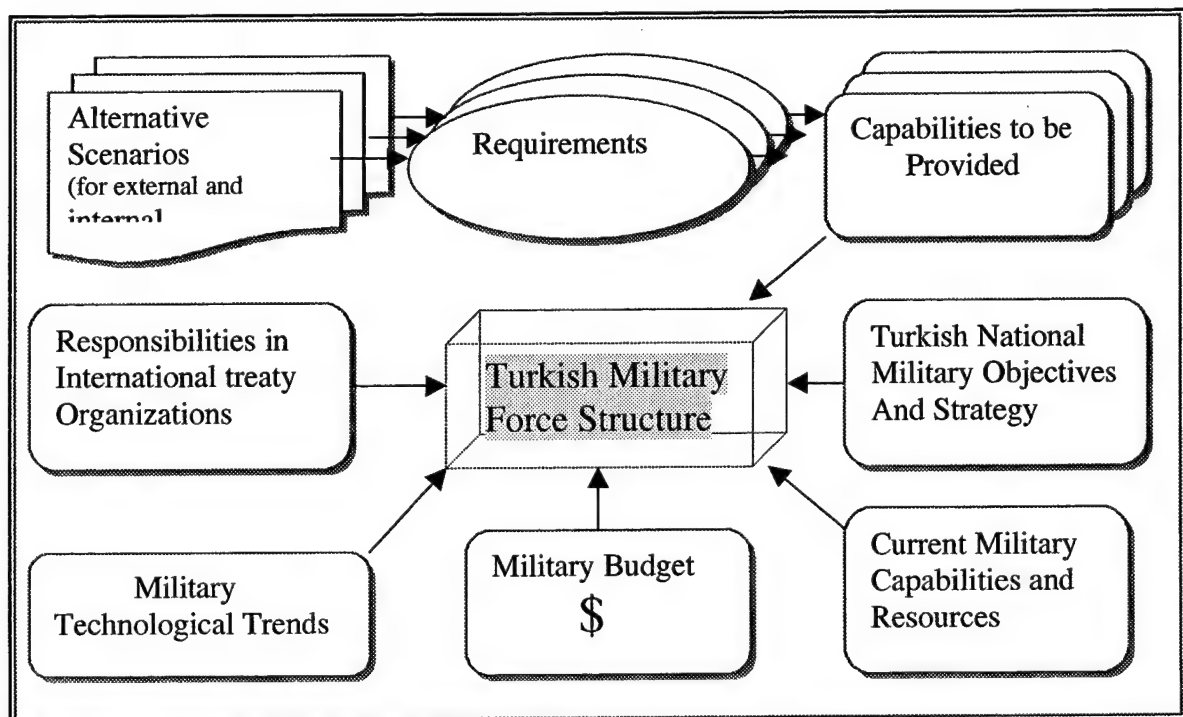 Alternative
Scenarios
(for external and
internal
Requirements
Capabilities to be
Provided
Responsibilities in
International treaty
Organizations
Turkish Military
Force Structure
Turkish National
Military Objectives
And Strategy
Military
Technological Trends
Military Budget
$
Current Military
Capabilities and
Resources